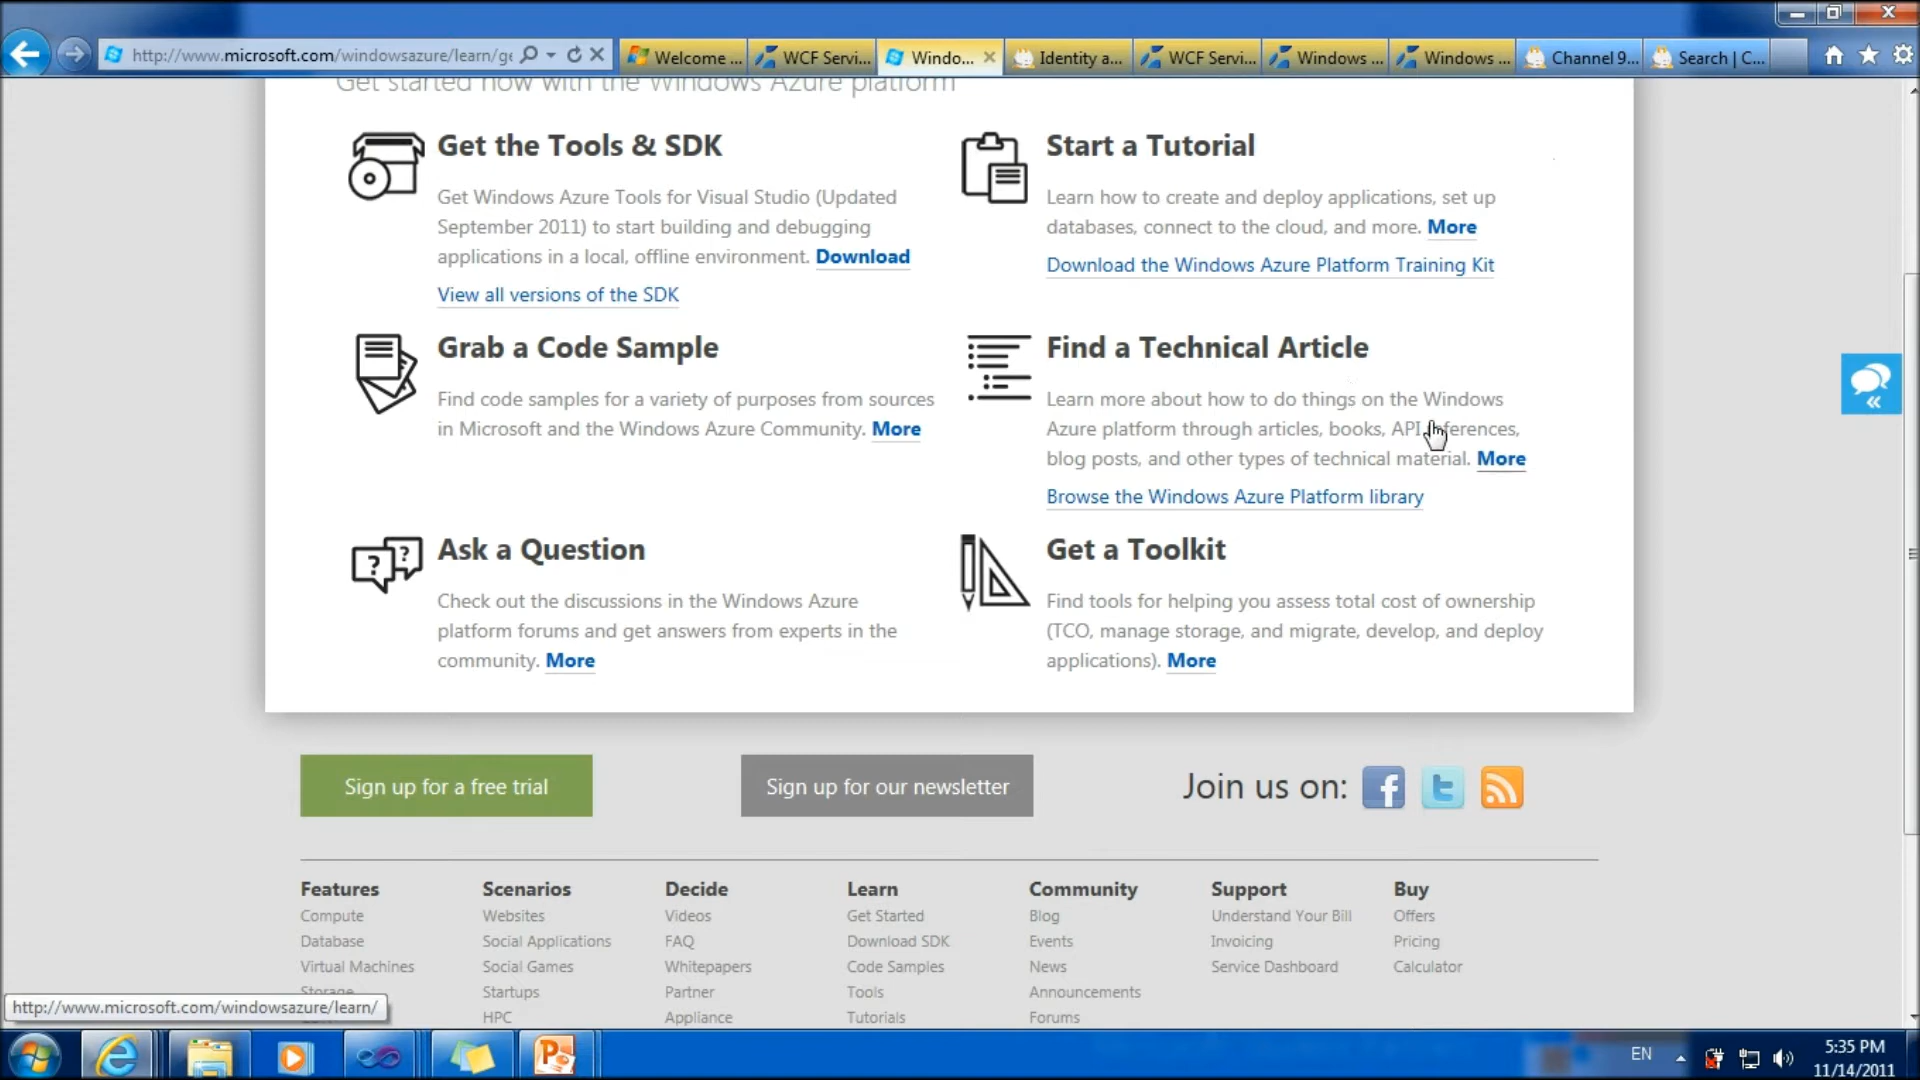 http://www.microsoft.com/windowsazure/learn/ge
Welcome ...
WCF Servi...
Windo...
Identity a...
WCF Servi...
Windows ...
Windows ...
Channel 9...
Search | C...
Get started now with the Windows Azure platform
Get the Tools & SDK
Get Windows Azure Tools for Visual Studio (Updated
September 2011) to start building and debugging
applications in a local, offline environment. Download
View all versions of the SDK
Start a Tutorial
Learn how to create and deploy applications, set up
databases, connect to the cloud, and more. More
Download the Windows Azure Platform Training Kit
Grab a Code Sample
Find code samples for a variety of purposes from sources
in Microsoft and the Windows Azure Community. More
Find a Technical Article
Learn more about how to do things on the Windows
Azure platform through articles, books, API references,
blog posts, and other types of technical material. More
Browse the Windows Azure Platform library
Ask a Question
Check out the discussions in the Windows Azure
platform forums and get answers from experts in the
community. More
Get a Toolkit
Find tools for helping you assess total cost of ownership
(TCO, manage storage, and migrate, develop, and deploy
applications). More
Sign up for a free trial
Sign up for our newsletter
Join us on:
Features
Compute
Database
Virtual Machines
Storage
Scenarios
Websites
Social Applications
Social Games
Startups
HPC
Decide
Videos
FAQ
Whitepapers
Partner
Appliance
Learn
Get Started
Download SDK
Code Samples
Tools
Tutorials
Community
Blog
Events
News
Announcements
Forums
Support
Understand Your Bill
Invoicing
Service Dashboard
Buy
Offers
Pricing
Calculator
http://www.microsoft.com/windowsazure/learn/
EN
5:35 PM
11/14/2011